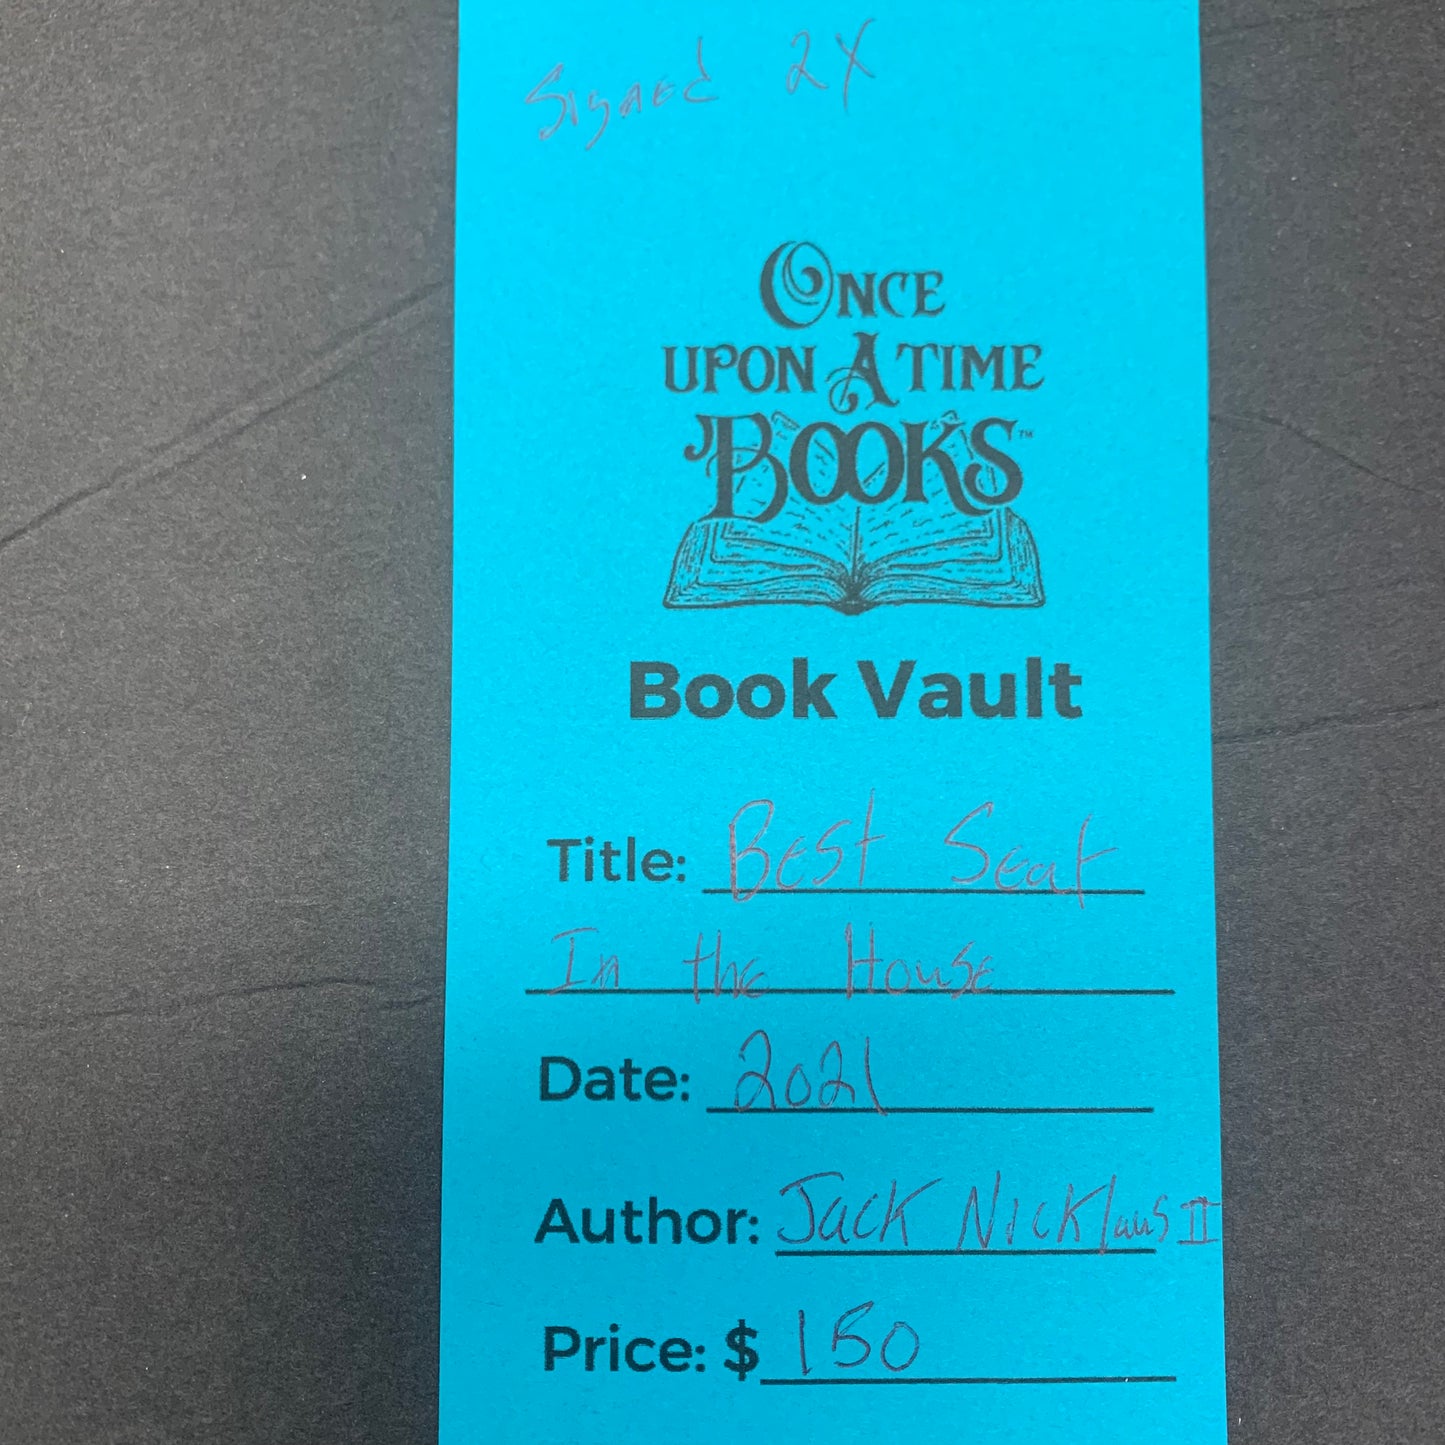 Signed 2X
ONCE
UPON A TIME
BOOKS™
Book Vault
Title: Best Seat
In the House
Date: 2021
Author: Jack Nicklaus II
Price: $ 150